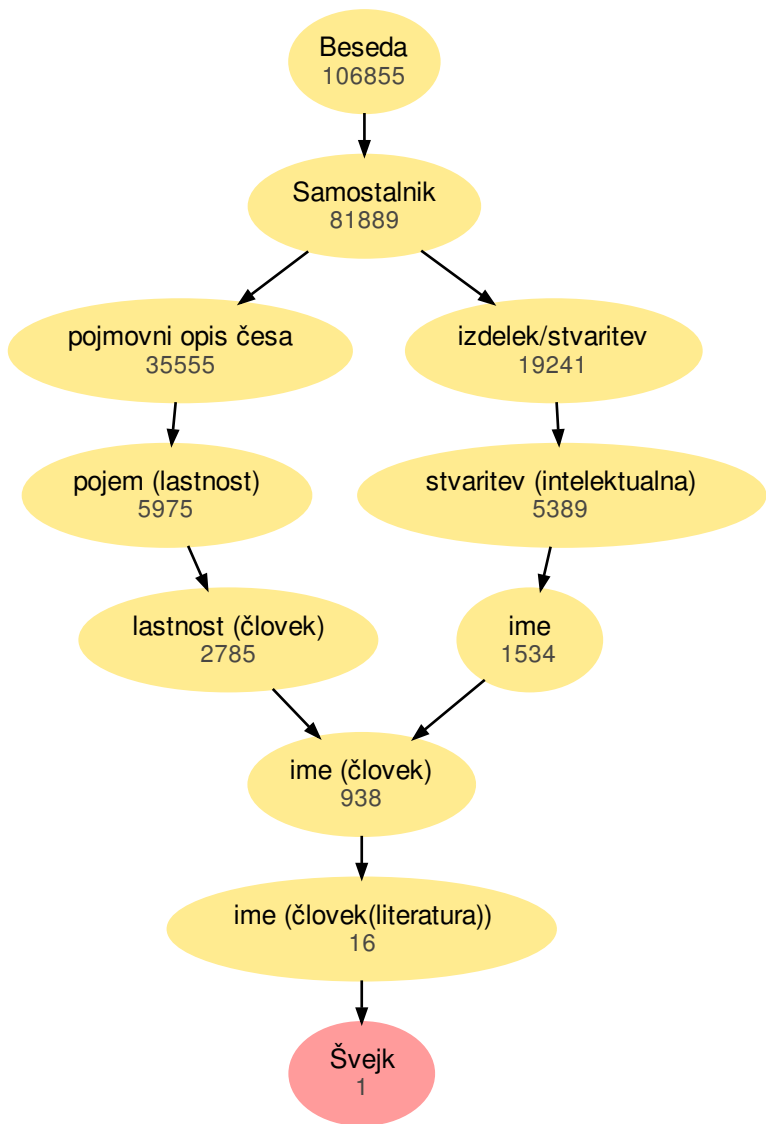 Beseda
106855
Samostalnik
81889
pojmovni opis česa
35555
izdelek/stvaritev
19241
pojem (lastnost)
5975
stvaritev (intelektualna)
5389
lastnost (človek)
2785
ime
1534
ime (človek)
938
ime (človek(literatura))
16
Švejk
1